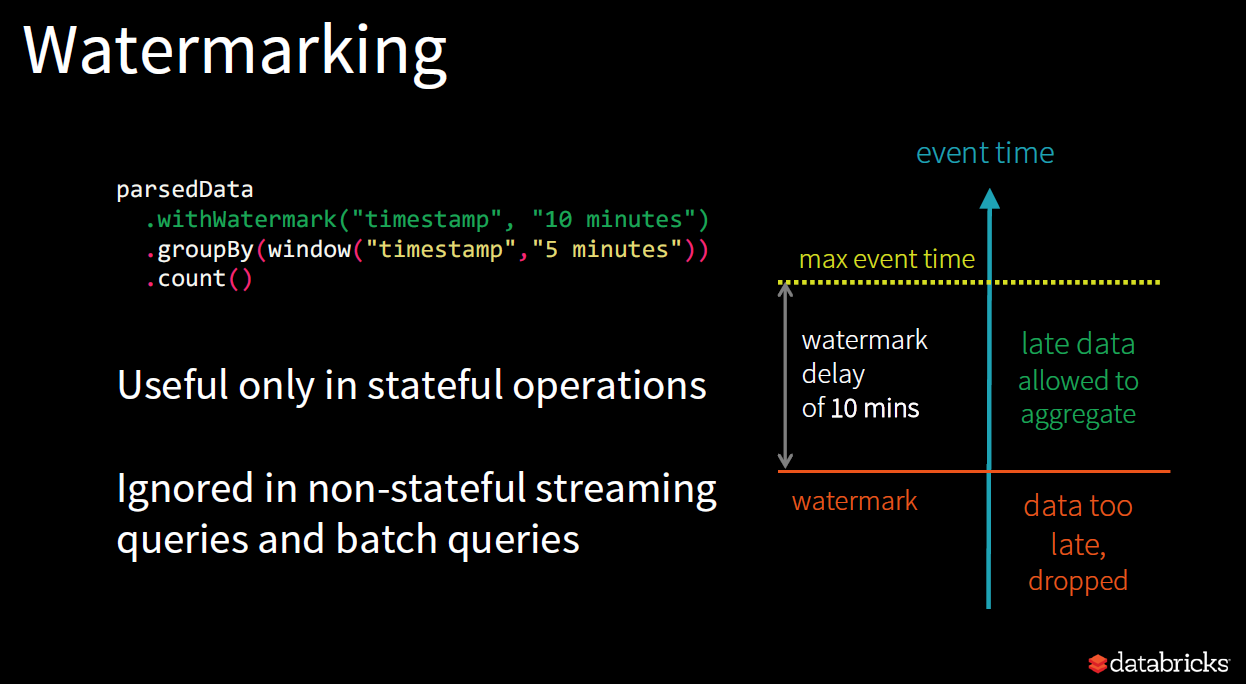 Watermarking
parsedData
.withWatermark("timestamp", "10 minutes")
.groupBy(window("timestamp","5 minutes"))
.count()
Useful only in stateful operations
Ignored in non-stateful streaming
queries and batch queries
event time
max event time
watermark
delay
of 10 mins
late data
allowed to
aggregate
watermark
data too
late,
dropped
databricks